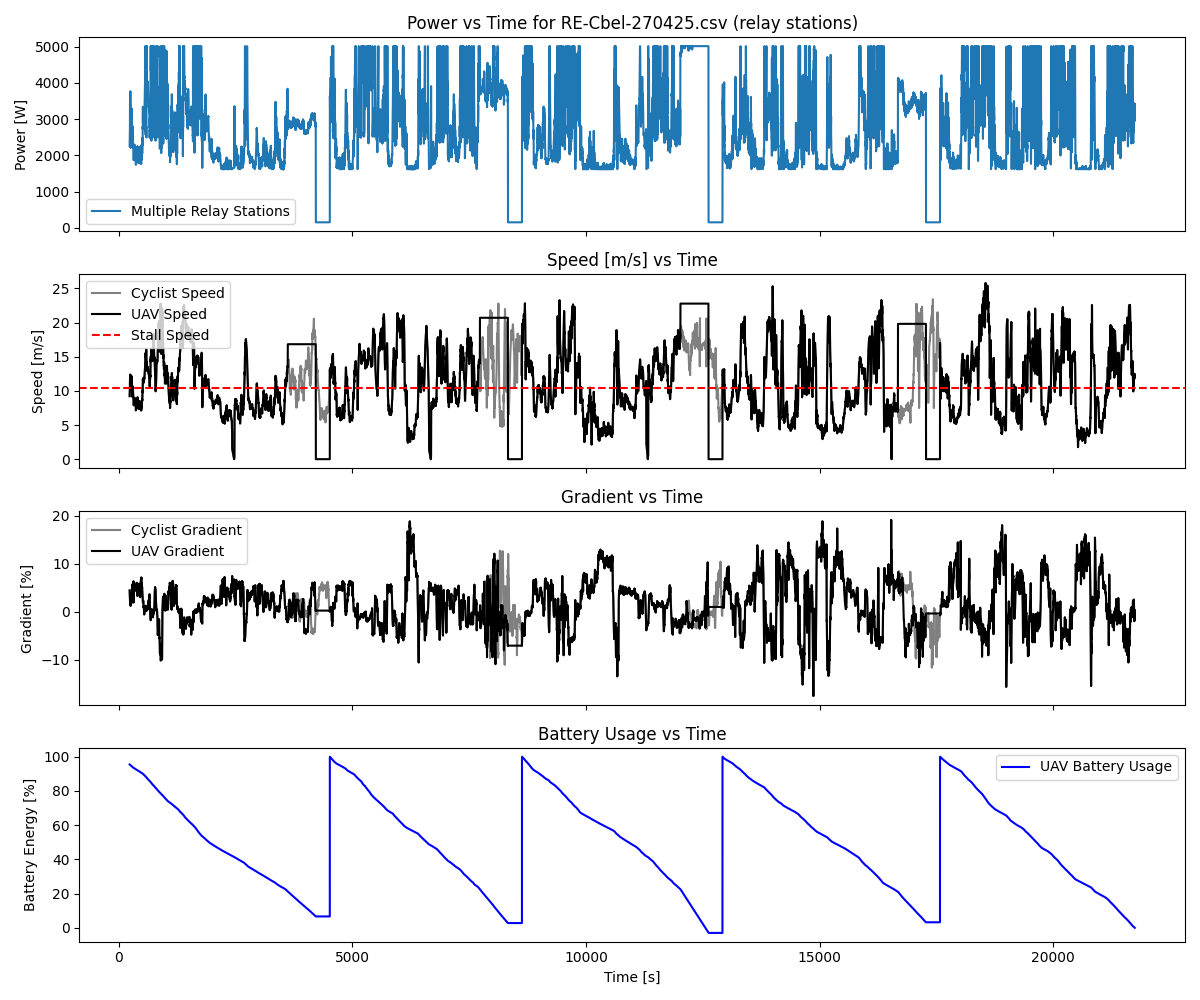 Power vs Time for RE-Cbel-270425.csv (relay stations)
5000
4000
3000
2000
1000
0
Power [W]
Multiple Relay Stations
Speed [m/s] vs Time
25
20
15
10
5
0
Speed [m/s]
Cyclist Speed
UAV Speed
Stall Speed
Gradient vs Time
20
10
0
−10
Gradient [%]
Cyclist Gradient
UAV Gradient
Battery Usage vs Time
100
80
60
40
20
0
Battery Energy [%]
UAV Battery Usage
0 5000 10000 15000 20000
Time [s]